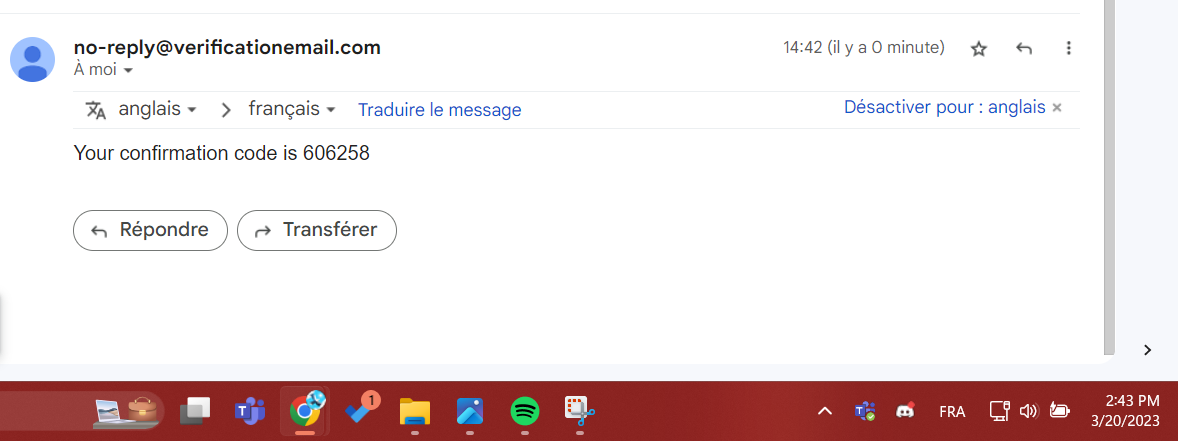 no-reply@verificationemail.com
14:42 (il y a 0 minute)
À moi
anglais
français
Traduire le message
Désactiver pour : anglais ×
Your confirmation code is 606258
Répondre
Transférer
1
FRA
2:43 PM
3/20/2023